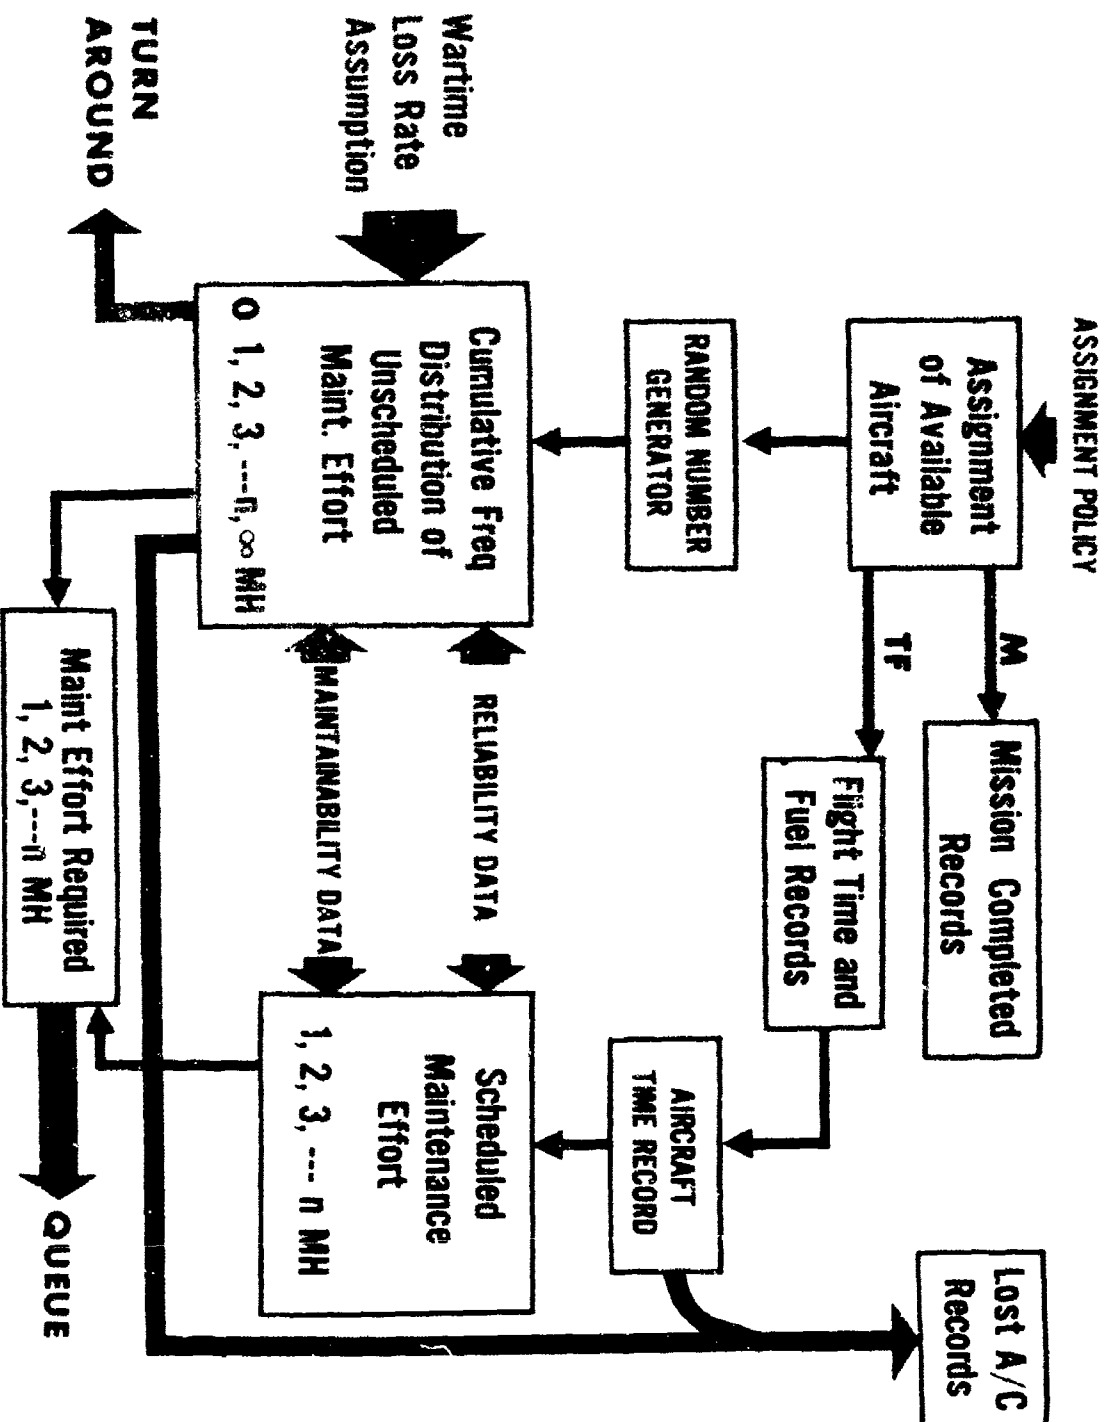 ASSIGNMENT POLICY
Assignment
of Available
Aircraft
M
TF
Mission Completed
Records
Lost A/C
Records
Flight Time and
Fuel Records
RANDOM NUMBER
GENERATOR
AIRCRAFT
TIME RECORD
Wartime
Loss Rate
Assumption
Cumulative Freq
Distribution of
Unscheduled
Maint. Effort
O 1, 2, 3,---n, ∞ MH
RELIABILITY DATA
MAINTAINABILITY DATA
Scheduled
Maintenance
Effort
1, 2, 3, --- n MH
TURN
AROUND
Maint Effort Required
1, 2, 3,---n MH
QUEUE